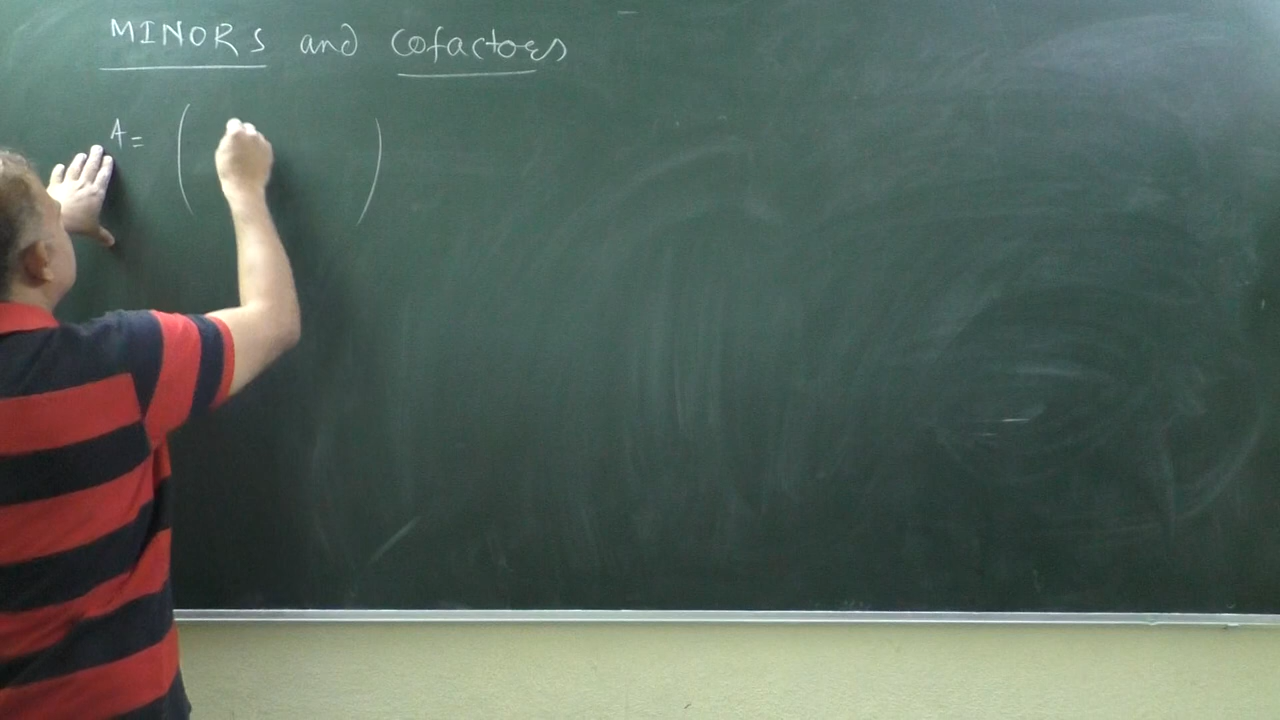 MINORS and Cofactors
A = ( )